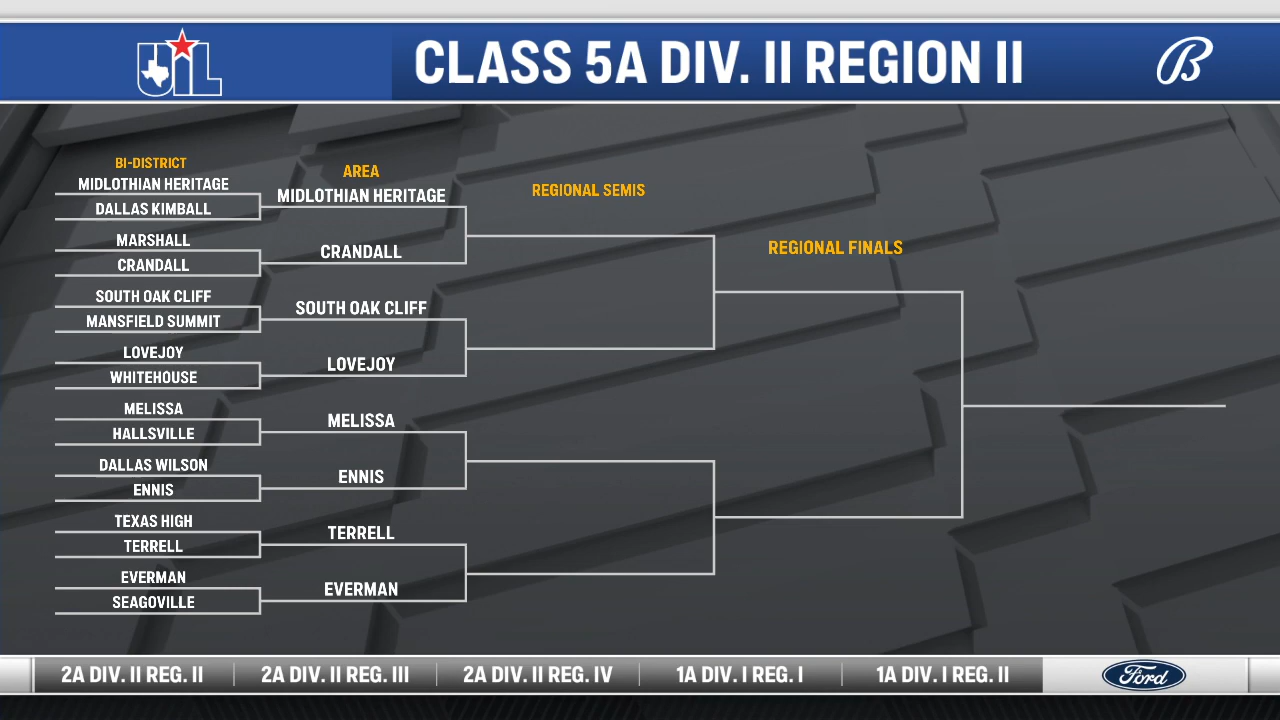 UIL
CLASS 5A DIV. II REGION II
B
BI-DISTRICT
MIDLOTHIAN HERITAGE
DALLAS KIMBALL
MARSHALL
CRANDALL
SOUTH OAK CLIFF
MANSFIELD SUMMIT
LOVEJOY
WHITEHOUSE
MELISSA
HALLSVILLE
DALLAS WILSON
ENNIS
TEXAS HIGH
TERRELL
EVERMAN
SEAGOVILLE
AREA
MIDLOTHIAN HERITAGE
CRANDALL
SOUTH OAK CLIFF
LOVEJOY
MELISSA
ENNIS
TERRELL
EVERMAN
REGIONAL SEMIS
REGIONAL FINALS
2A DIV. II REG. II
2A DIV. II REG. III
2A DIV. II REG. IV
1A DIV. I REG. I
1A DIV. I REG. II
Ford